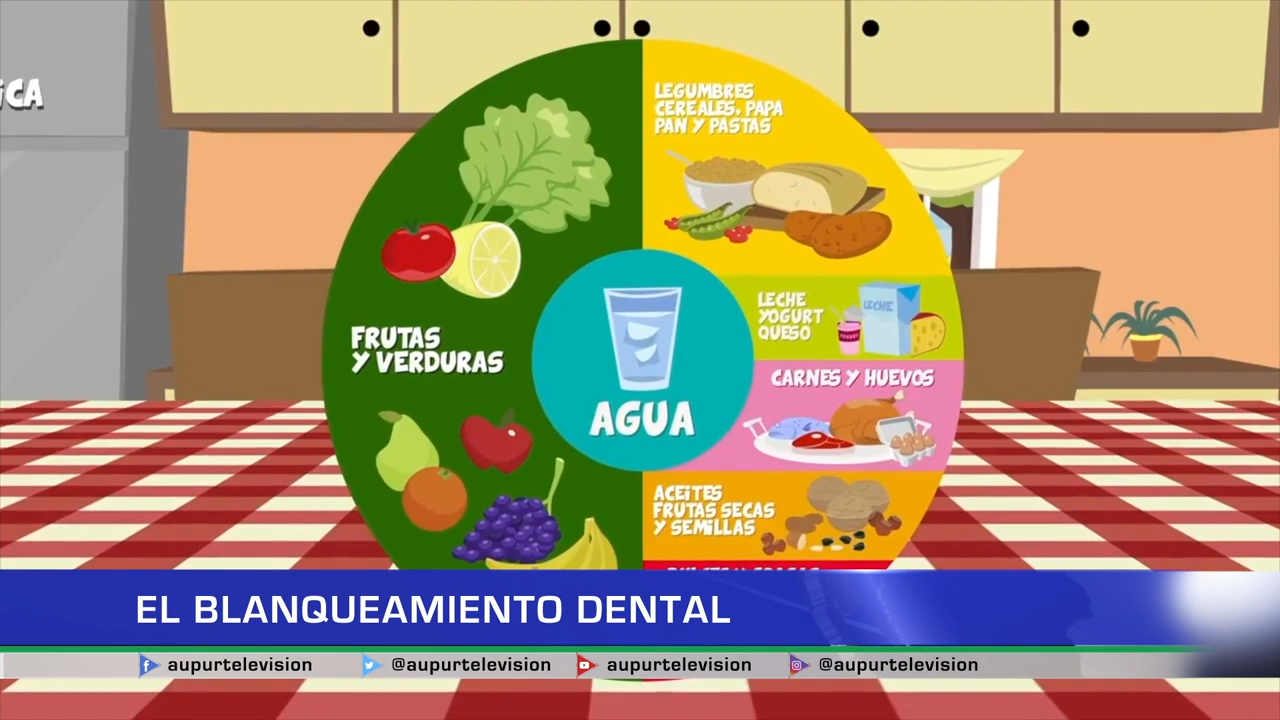 LEGUMBRES
CEREALES, PAPA
PAN Y PASTAS
LECHE
YOGURT
QUESO
LECHE
FRUTAS
Y VERDURAS
AGUA
CARNES Y HUEVOS
ACEITES
FRUTAS SECAS
Y SEMILLAS
EL BLANQUEAMIENTO DENTAL
aupurtelevision
@aupurtelevision
aupurtelevision
@aupurtelevision